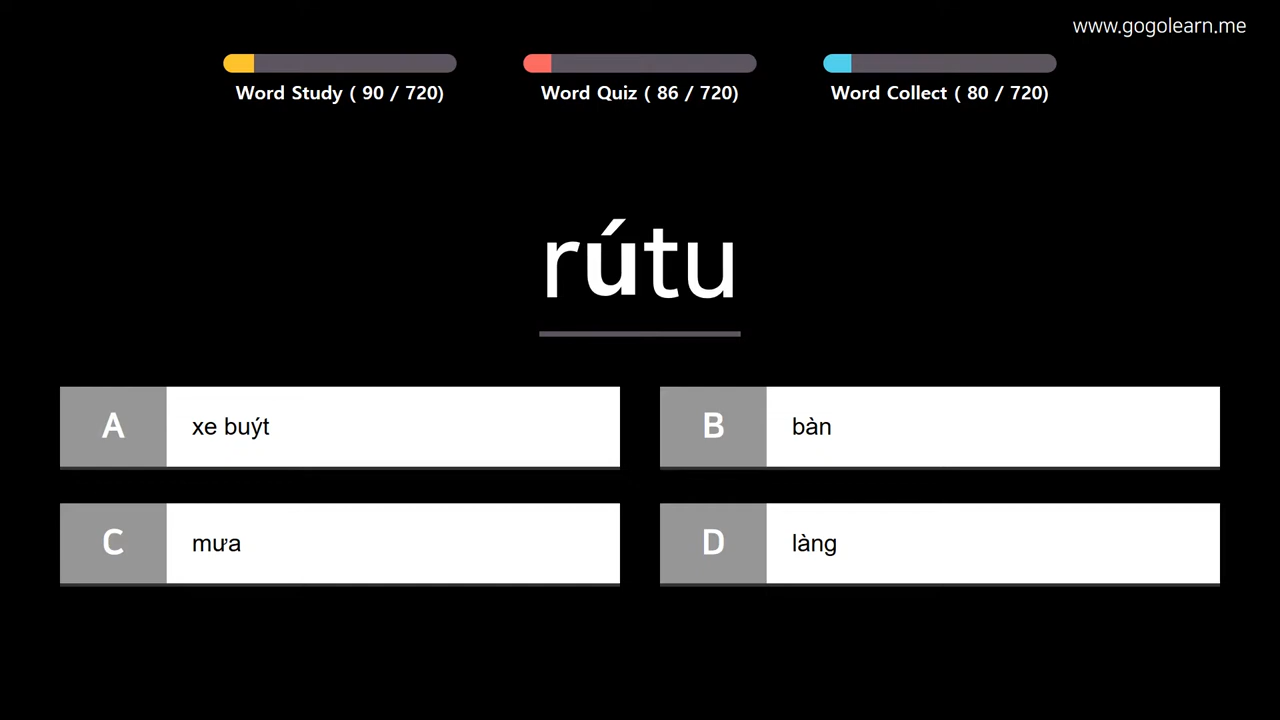 www.gogolearn.me
Word Study ( 90 / 720)
Word Quiz ( 86 / 720)
Word Collect ( 80 / 720)
rútu
A xe buýt
B bàn
C mưa
D làng